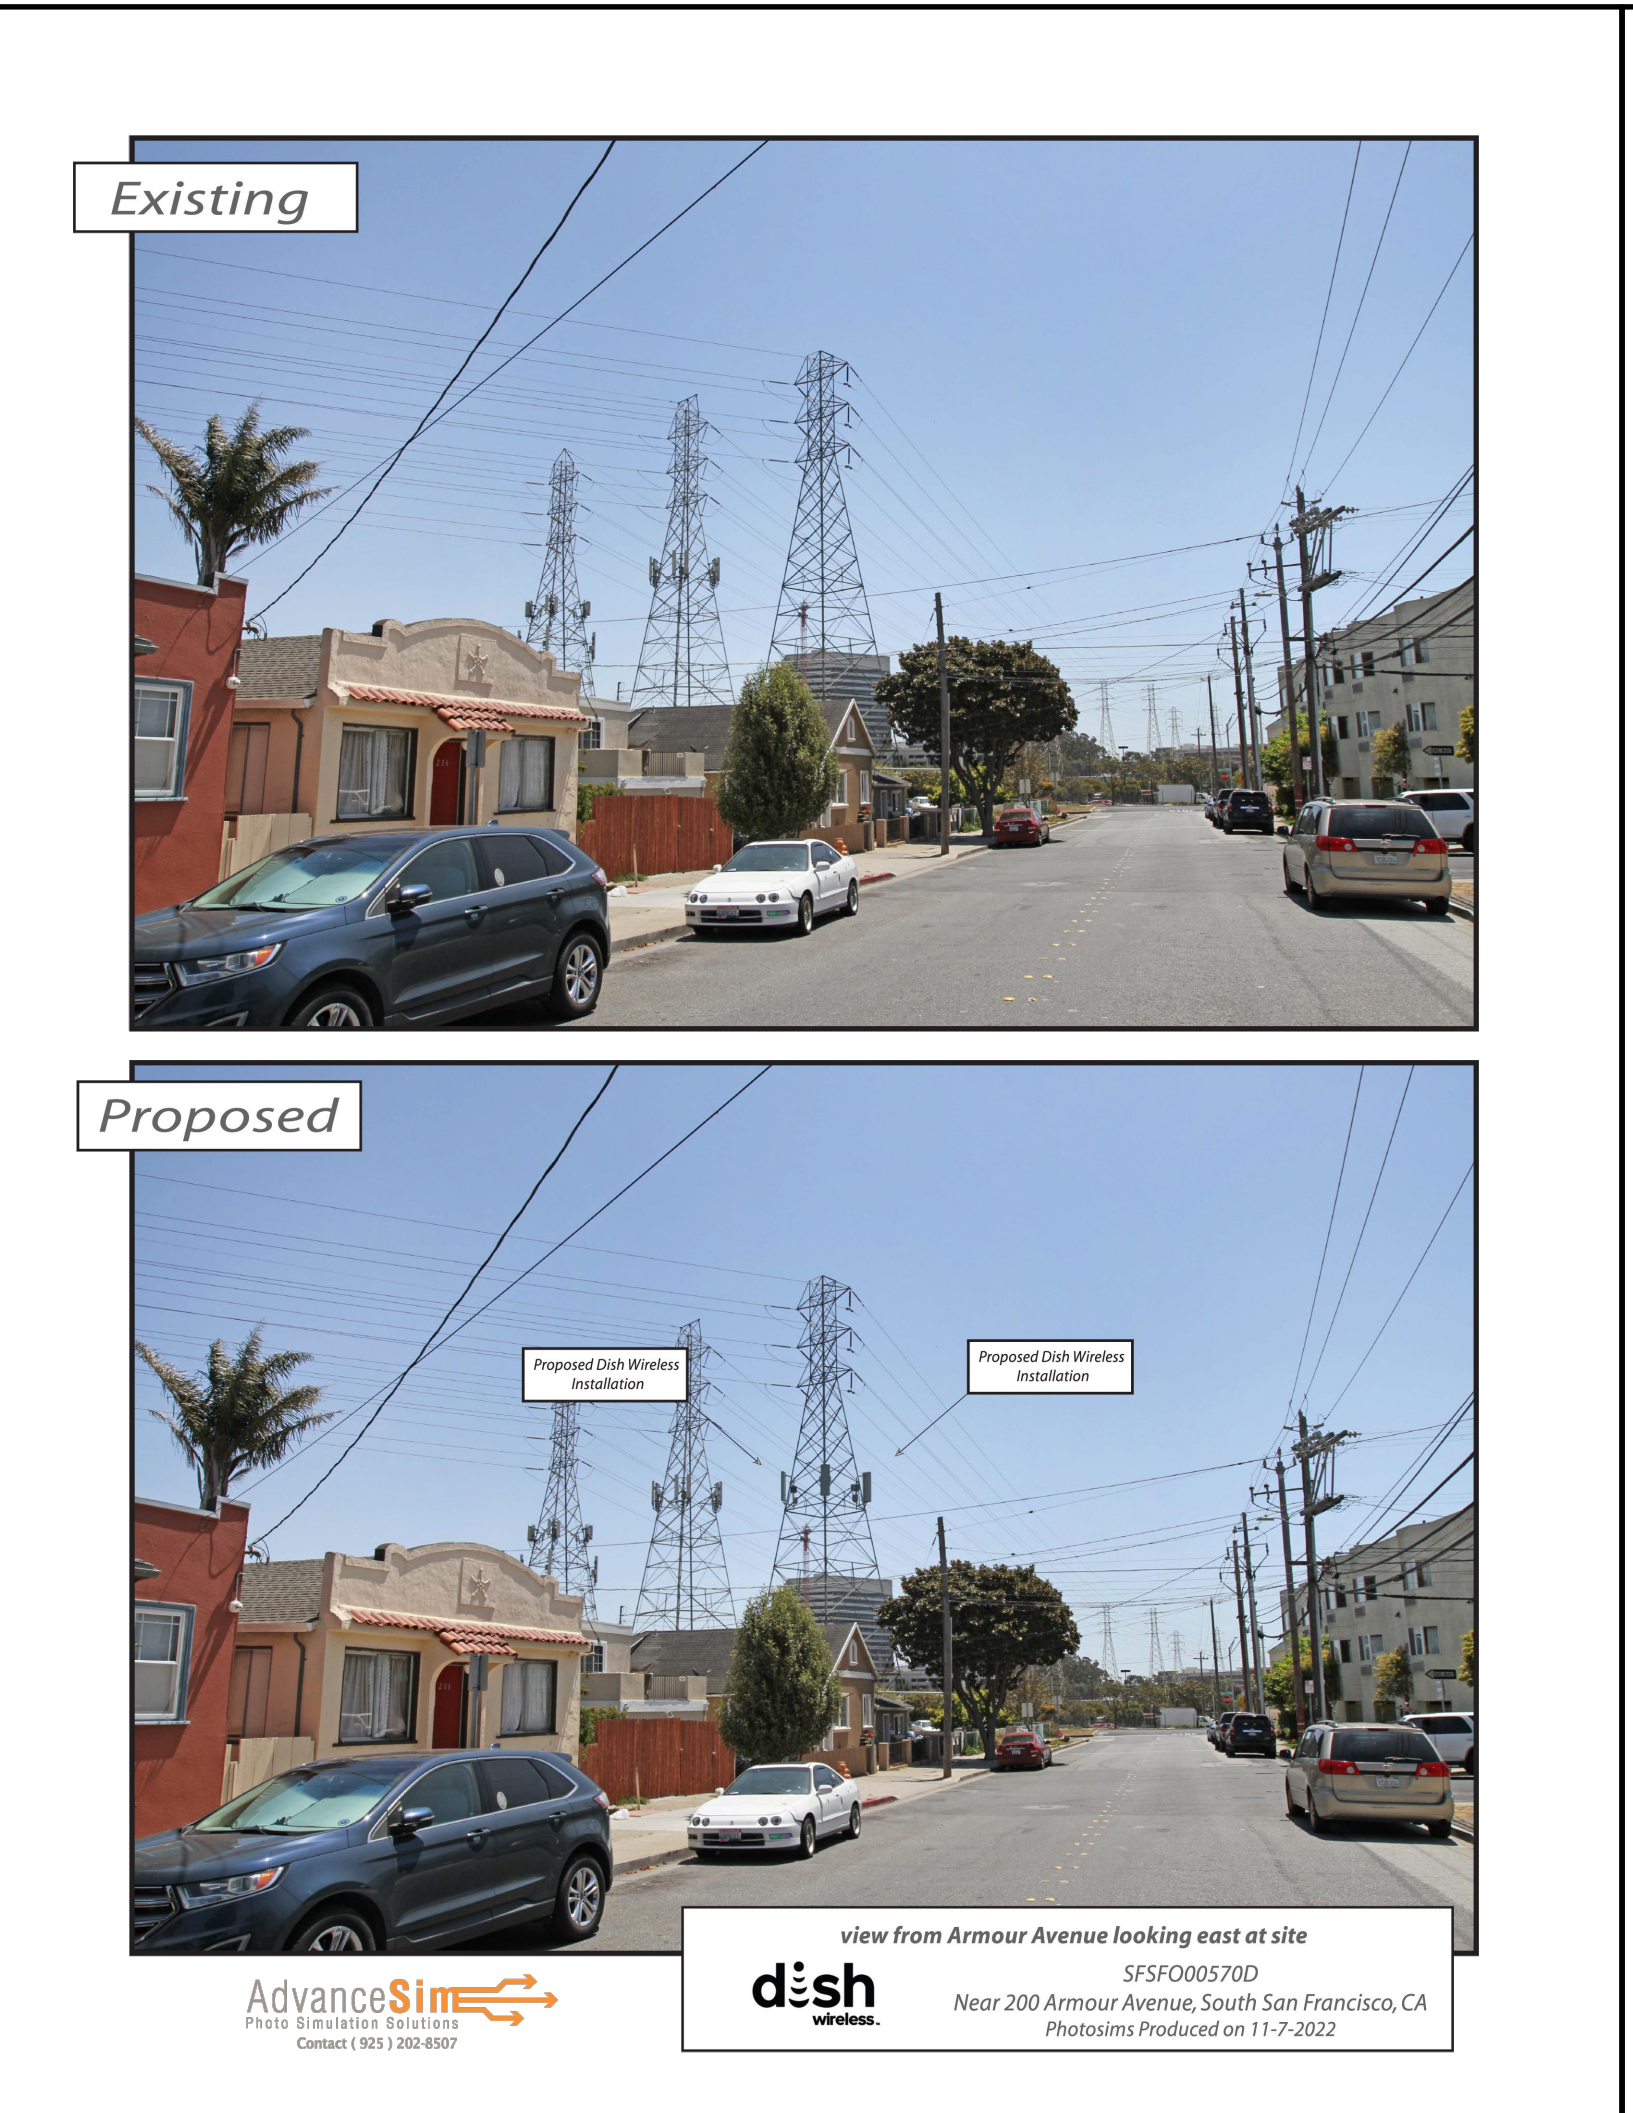 Existing
206
Proposed
Proposed Dish Wireless
Installation
Proposed Dish Wireless
Installation
206
view from Armour Avenue looking east at site
dish
wireless.
SFSFO00570D
Near 200 Armour Avenue, South San Francisco, CA
Photosims Produced on 11-7-2022
AdvanceSim
Photo Simulation Solutions
Contact ( 925 ) 202-8507